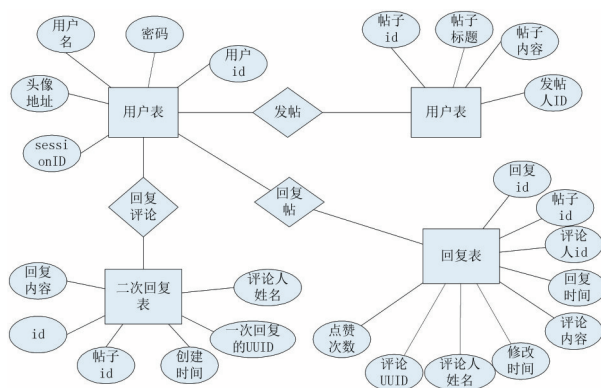 用户
名
密码
用户
id
头像
地址
sessi
onID
用户表
发帖
帖子
id
帖子
标题
帖子
内容
发帖
人ID
用户表
回复
评论
回复
帖
回复
id
帖子
id
评论
人id
回复
时间
评论
内容
修改
时间
评论人
姓名
评论
UUID
点赞
次数
回复表
回复
内容
id
帖子
id
创建
时间
一次回复
的UUID
评论人
姓名
二次回复
表